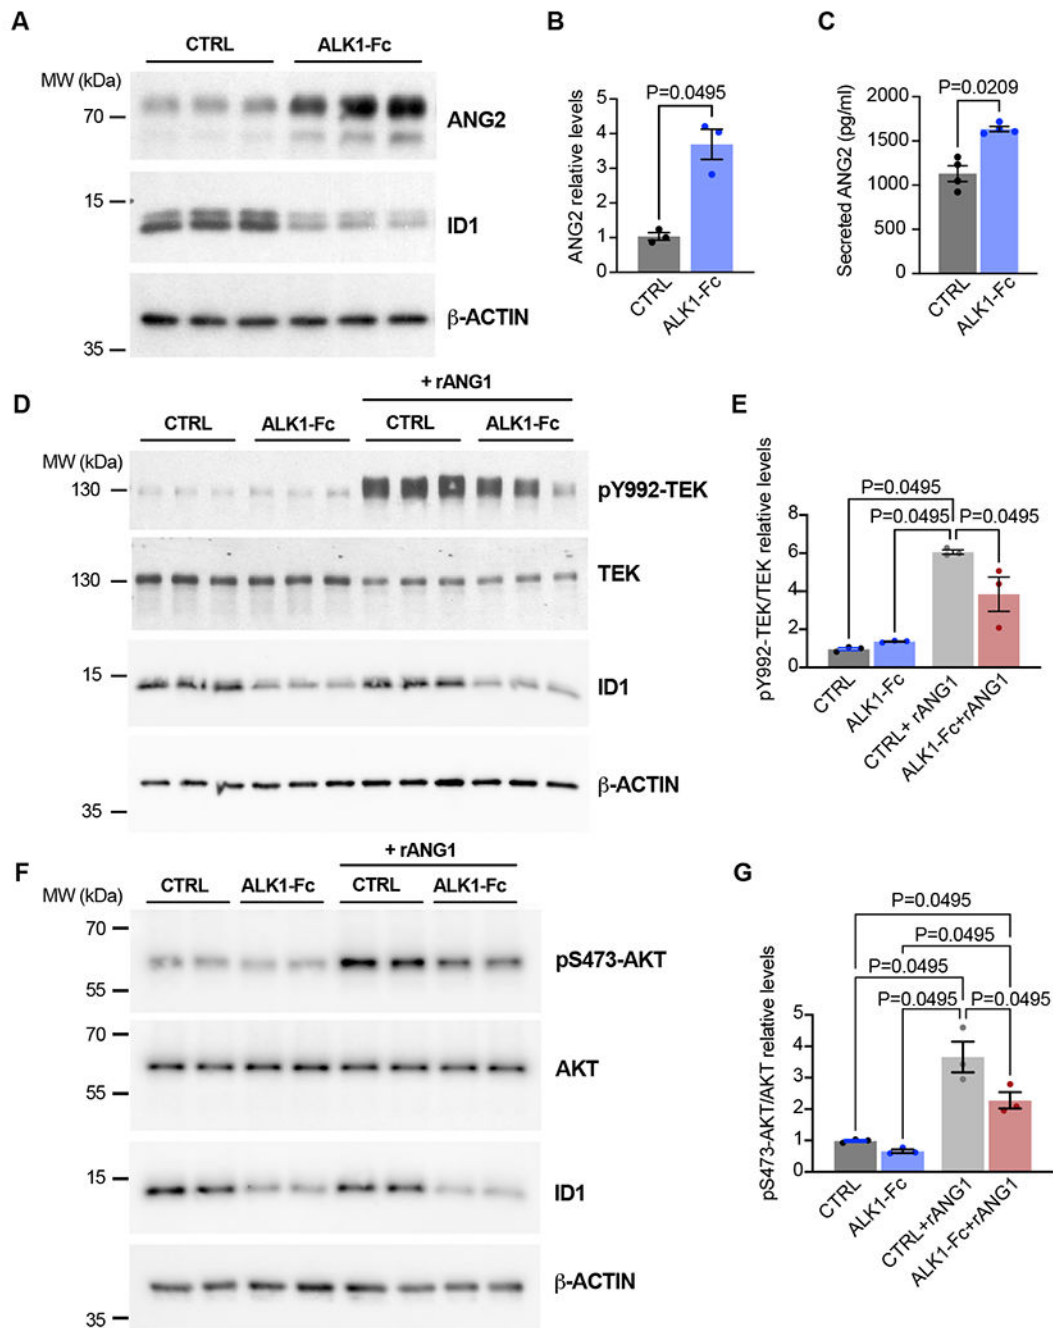 A
CTRL
ALK1-Fc
MW (kDa)
70
ANG2
15
ID1
β-ACTIN
35
B
P=0.0495
ANG2 relative levels
5
4
3
2
1
0
CTRL
ALK1-Fc
C
P=0.0209
Secreted ANG2 (pg/ml)
2000
1500
1000
500
0
CTRL
ALK1-Fc
D
+ rANG1
CTRL
ALK1-Fc
CTRL
ALK1-Fc
MW (kDa)
130
pY992-TEK
130
TEK
15
ID1
β-ACTIN
35
E
P=0.0495
P=0.0495
P=0.0495
pY992-TEK/TEK relative levels
8
6
4
2
0
CTRL
ALK1-Fc
CTRL+ rANG1
ALK1-Fc+rANG1
F
+ rANG1
CTRL
ALK1-Fc
CTRL
ALK1-Fc
MW (kDa)
70
pS473-AKT
55
70
AKT
55
15
ID1
β-ACTIN
35
G
P=0.0495
P=0.0495
P=0.0495
P=0.0495
P=0.0495
pS473-AKT/AKT relative levels
5
4
3
2
1
0
CTRL
ALK1-Fc
CTRL+rANG1
ALK1-Fc+rANG1